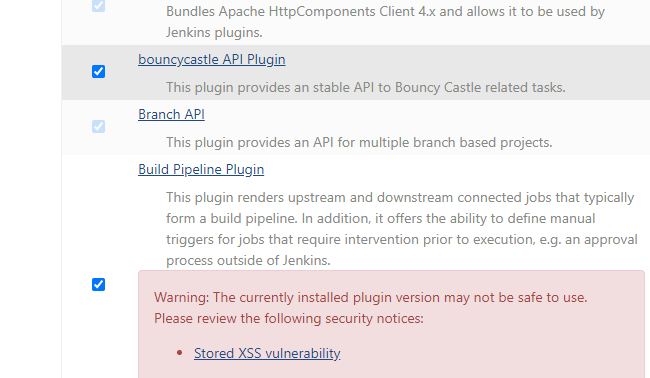 Bundles Apache HttpComponents Client 4.x and allows it to be used by
Jenkins plugins.
bouncycastle API Plugin
This plugin provides an stable API to Bouncy Castle related tasks.
Branch API
This plugin provides an API for multiple branch based projects.
Build Pipeline Plugin
This plugin renders upstream and downstream connected jobs that typically
form a build pipeline. In addition, it offers the ability to define manual
triggers for jobs that require intervention prior to execution, e.g. an approval
process outside of Jenkins.
Warning: The currently installed plugin version may not be safe to use.
Please review the following security notices:
• Stored XSS vulnerability